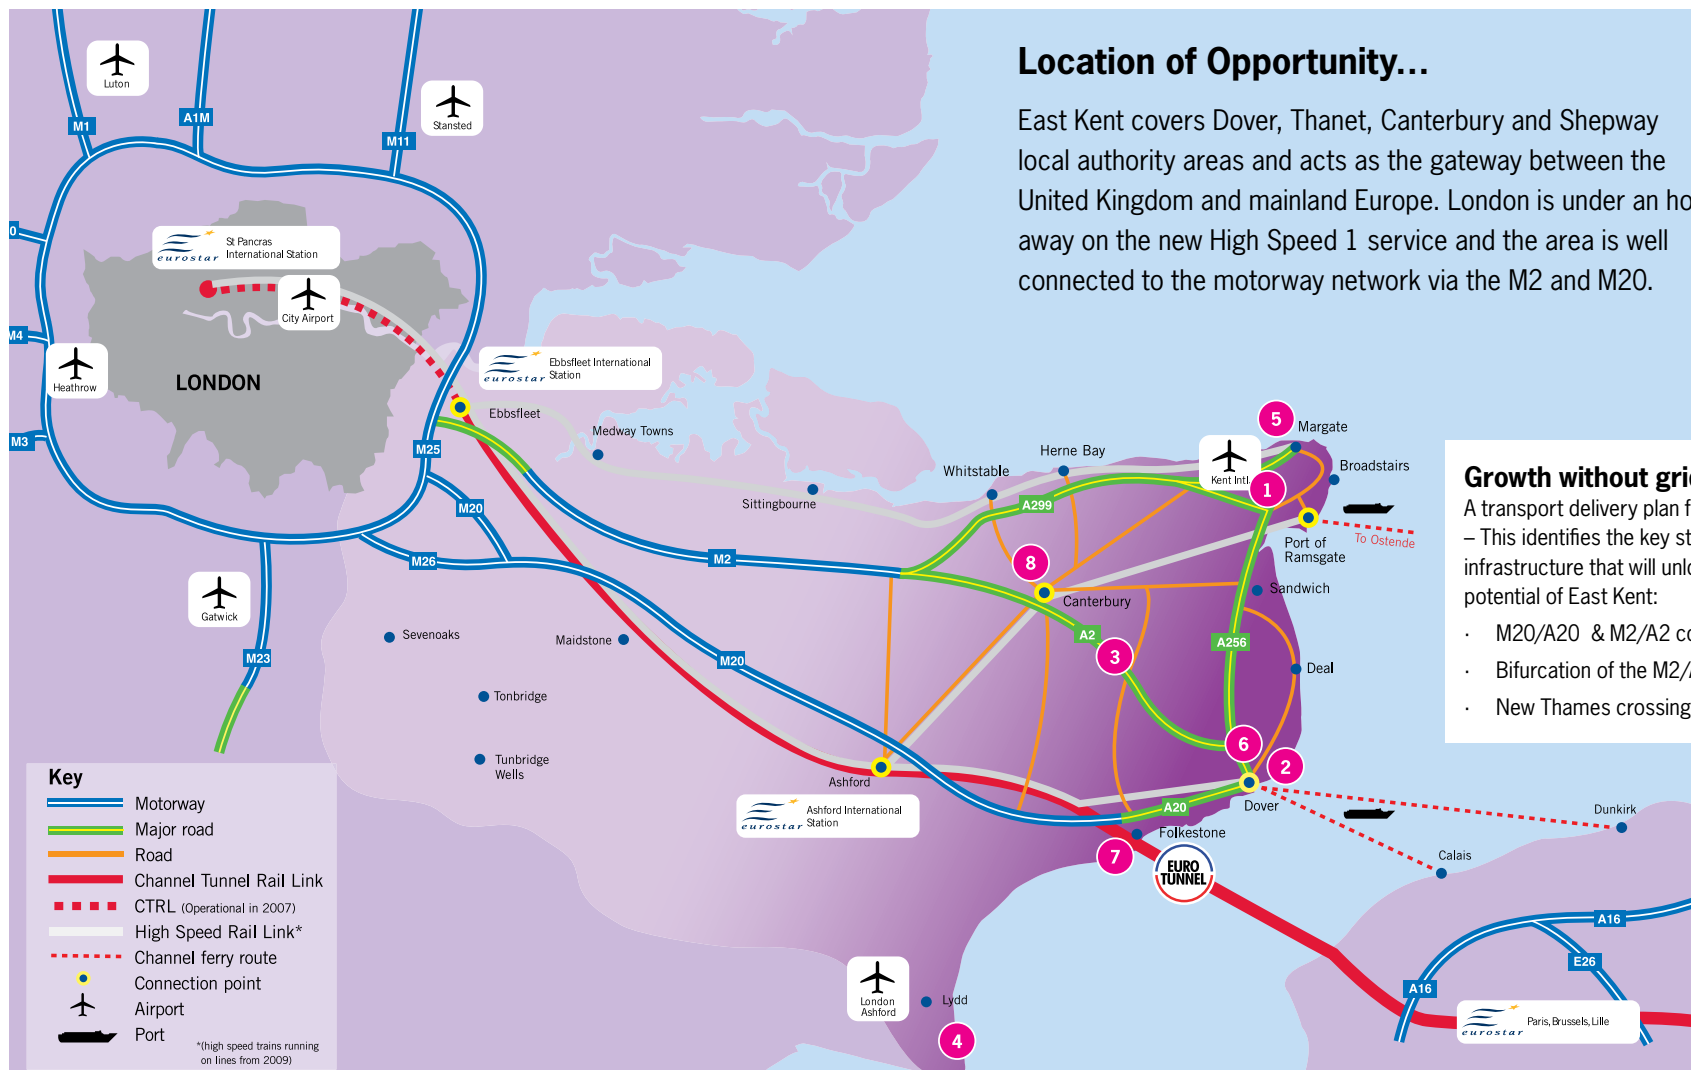 Location of Opportunity...
East Kent covers Dover, Thanet, Canterbury and Shepway
local authority areas and acts as the gateway between the
United Kingdom and mainland Europe. London is under an ho
away on the new High Speed 1 service and the area is well
connected to the motorway network via the M2 and M20.
Luton
Stansted
M1
A1M
M11
0
eurostar
St Pancras
International Station
City Airport
M4
Heathrow
LONDON
M3
eurostar
Ebbsfleet International
Station
Ebbsfleet
M25
Medway Towns
Sittingbourne
M20
M26
M2
Gatwick
M23
Sevenoaks
Maidstone
M20
Tonbridge
Tunbridge
Wells
Whitstable
Herne Bay
A299
Kent Intl.
5
Margate
Broadstairs
1
Port of
Ramsgate
To Ostende
8
Canterbury
Sandwich
A2
3
A256
Deal
6
2
Dover
A20
Folkestone
7
EURO
TUNNEL
Ashford
eurostar
Ashford International
Station
Dunkirk
Calais
London
Ashford
Lydd
4
A16
E26
A16
eurostar
Paris, Brussels, Lille
Growth without gri
A transport delivery plan f
– This identifies the key st
infrastructure that will unlo
potential of East Kent:
· M20/A20 & M2/A2 co
· Bifurcation of the M2/A
· New Thames crossing
Key
Motorway
Major road
Road
Channel Tunnel Rail Link
CTRL (Operational in 2007)
High Speed Rail Link*
Channel ferry route
Connection point
Airport
Port
*(high speed trains running
on lines from 2009)